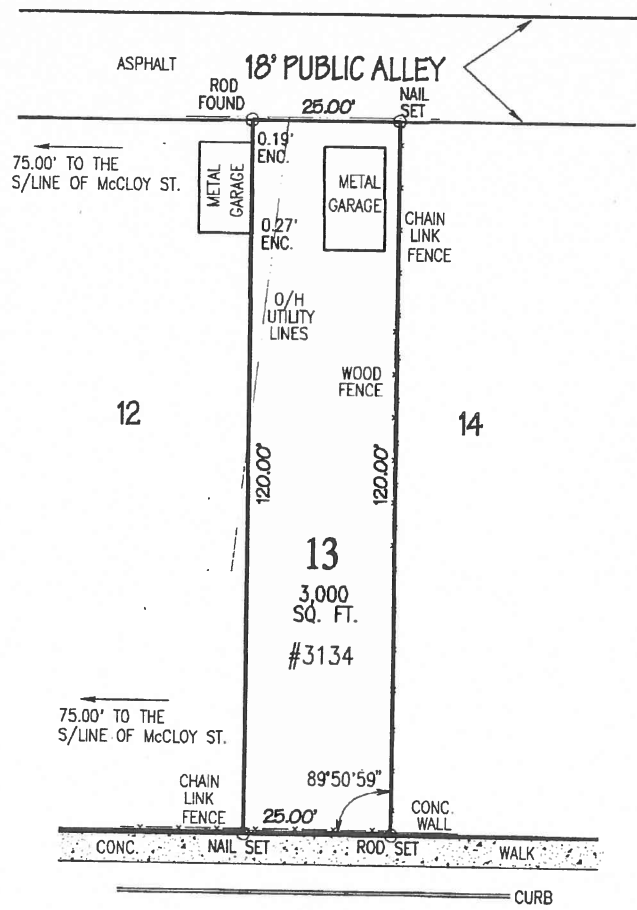 ASPHALT
18' PUBLIC ALLEY
ROD
FOUND
25.00'
NAIL
SET
75.00' TO THE
S/LINE OF McCLOY ST.
0.19'
ENC.
METAL
GARAGE
METAL
GARAGE
0.27'
ENC.
CHAIN
LINK
FENCE
O/H
UTILITY
LINES
WOOD
FENCE
12
14
120.00'
120.00'
13
3,000
SQ. FT.
#3134
75.00' TO THE
S/LINE OF McCLOY ST.
89°50'59"
CHAIN
LINK
FENCE
25.00'
CONC.
WALL
CONC.
NAIL SET
ROD SET
WALK
CURB